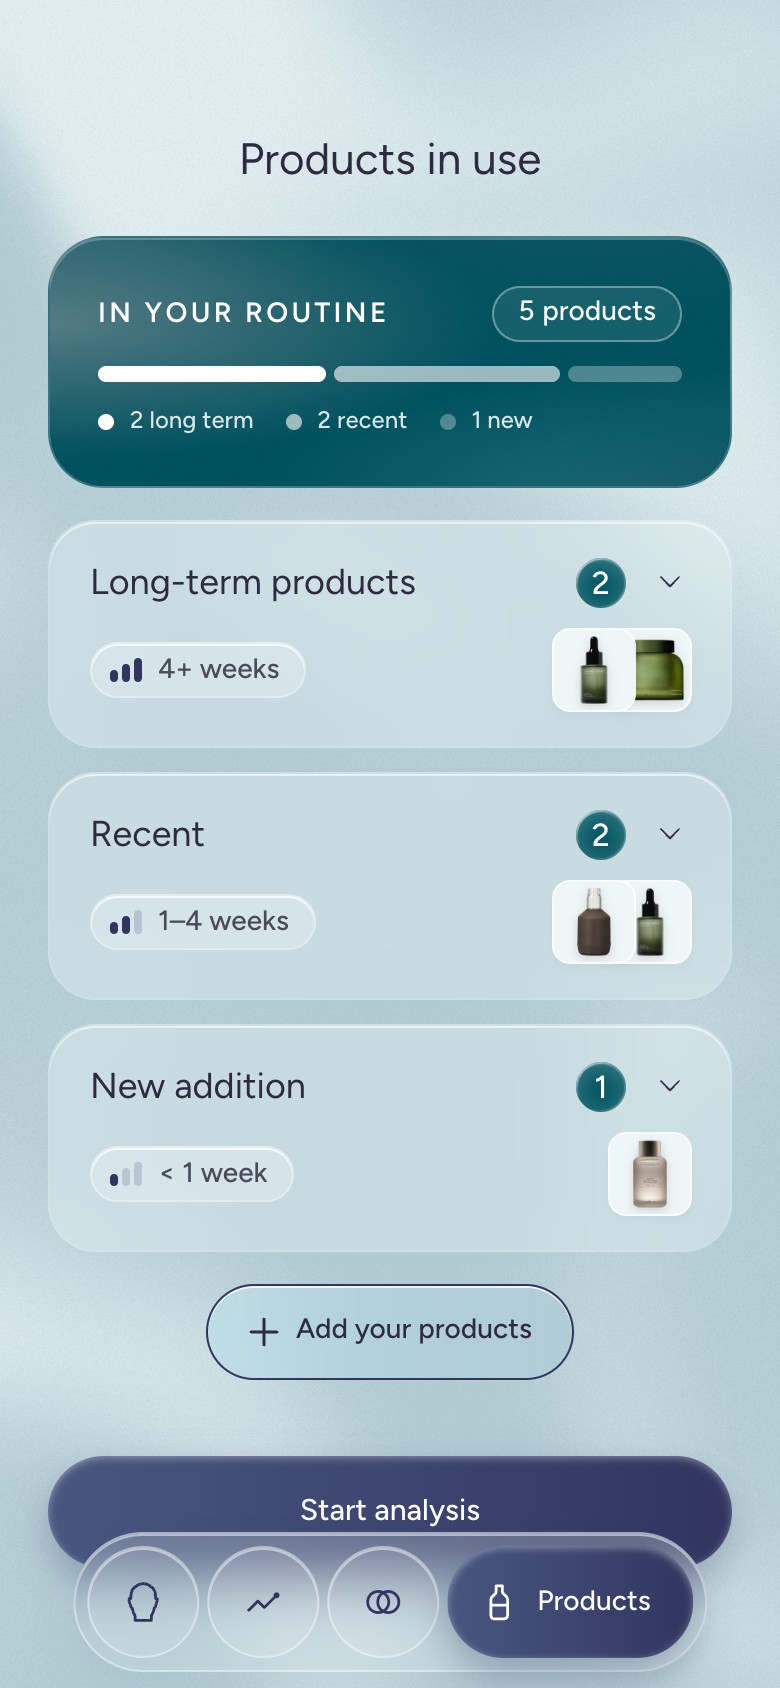 Products in use
IN YOUR ROUTINE
5 products
2 long term
2 recent
1 new
Long-term products
2
4+ weeks
Recent
2
1–4 weeks
New addition
1
< 1 week
Add your products
Start analysis
Products